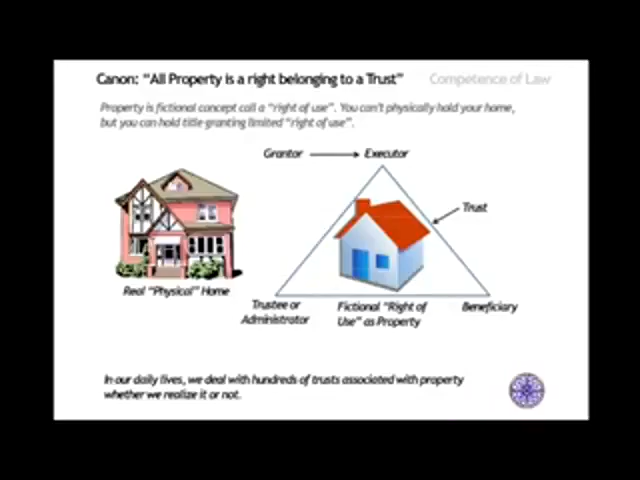 Canon: “All Property is a right belonging to a Trust” Competence of Law
Property is fictional concept call a “right of use”. You can't physically hold your home,
but you can hold title-granting limited “right of use”.
Grantor Executor
Trust
Real “Physical” Home
Trustee or
Administrator
Fictional “Right of
Use” as Property
Beneficiary
In our daily lives, we deal with hundreds of trusts associated with property
whether we realize it or not.